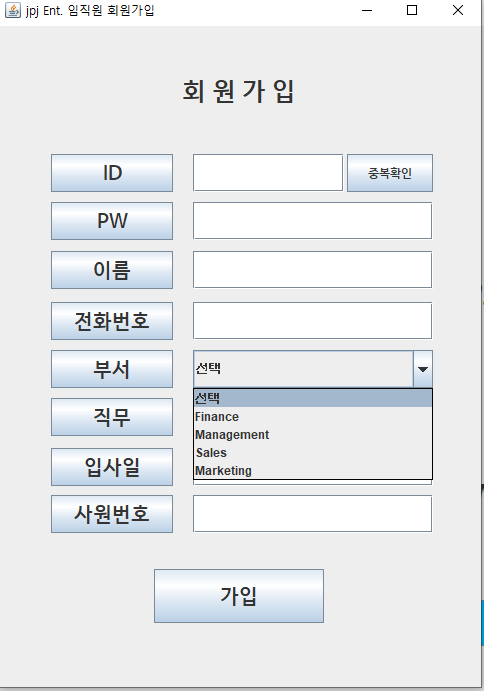 jpj Ent. 임직원 회원가입
회 원 가 입
ID
중복확인
PW
이름
전화번호
부서
선택
선택
Finance
Management
Sales
Marketing
직무
입사일
사원번호
가입